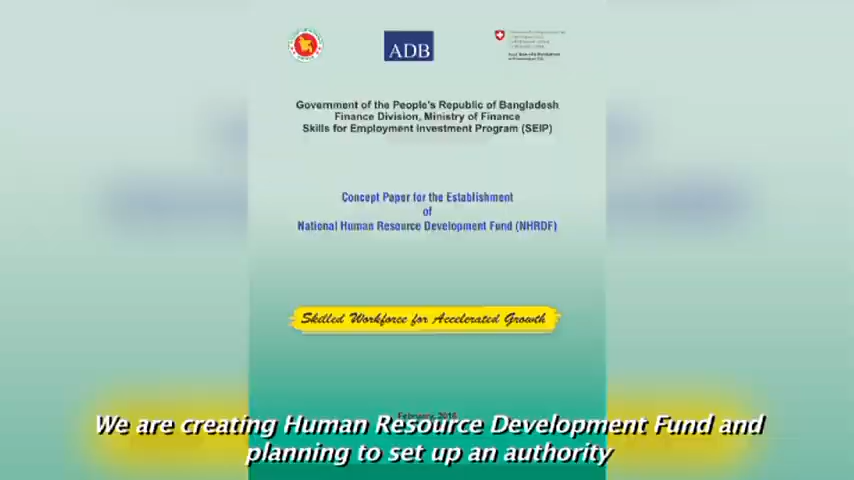 ADB
Government of the People's Republic of Bangladesh
Finance Division, Ministry of Finance
Skills for Employment Investment Program (SEIP)
Concept Paper for the Establishment
of
National Human Resource Development Fund (NHRDF)
Skilled Workforce for Accelerated Growth
February, 2016
We are creating Human Resource Development Fund and
planning to set up an authority